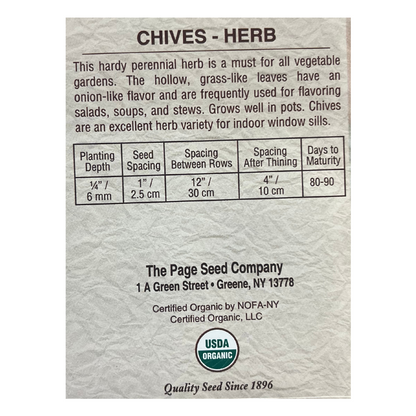 CHIVES - HERB
This hardy perennial herb is a must for all vegetable
gardens. The hollow, grass-like leaves have an
onion-like flavor and are frequently used for flavoring
salads, soups, and stews. Grows well in pots. Chives
are an excellent herb variety for indoor window sills.
Planting Depth Seed Spacing Spacing Between Rows Spacing After Thining Days to Maturity
¼"/ 6 mm 1"/ 2.5 cm 12"/ 30 cm 4"/ 10 cm 80-90
The Page Seed Company
1 A Green Street • Greene, NY 13778
Certified Organic by NOFA-NY
Certified Organic, LLC
USDA
ORGANIC
Quality Seed Since 1896